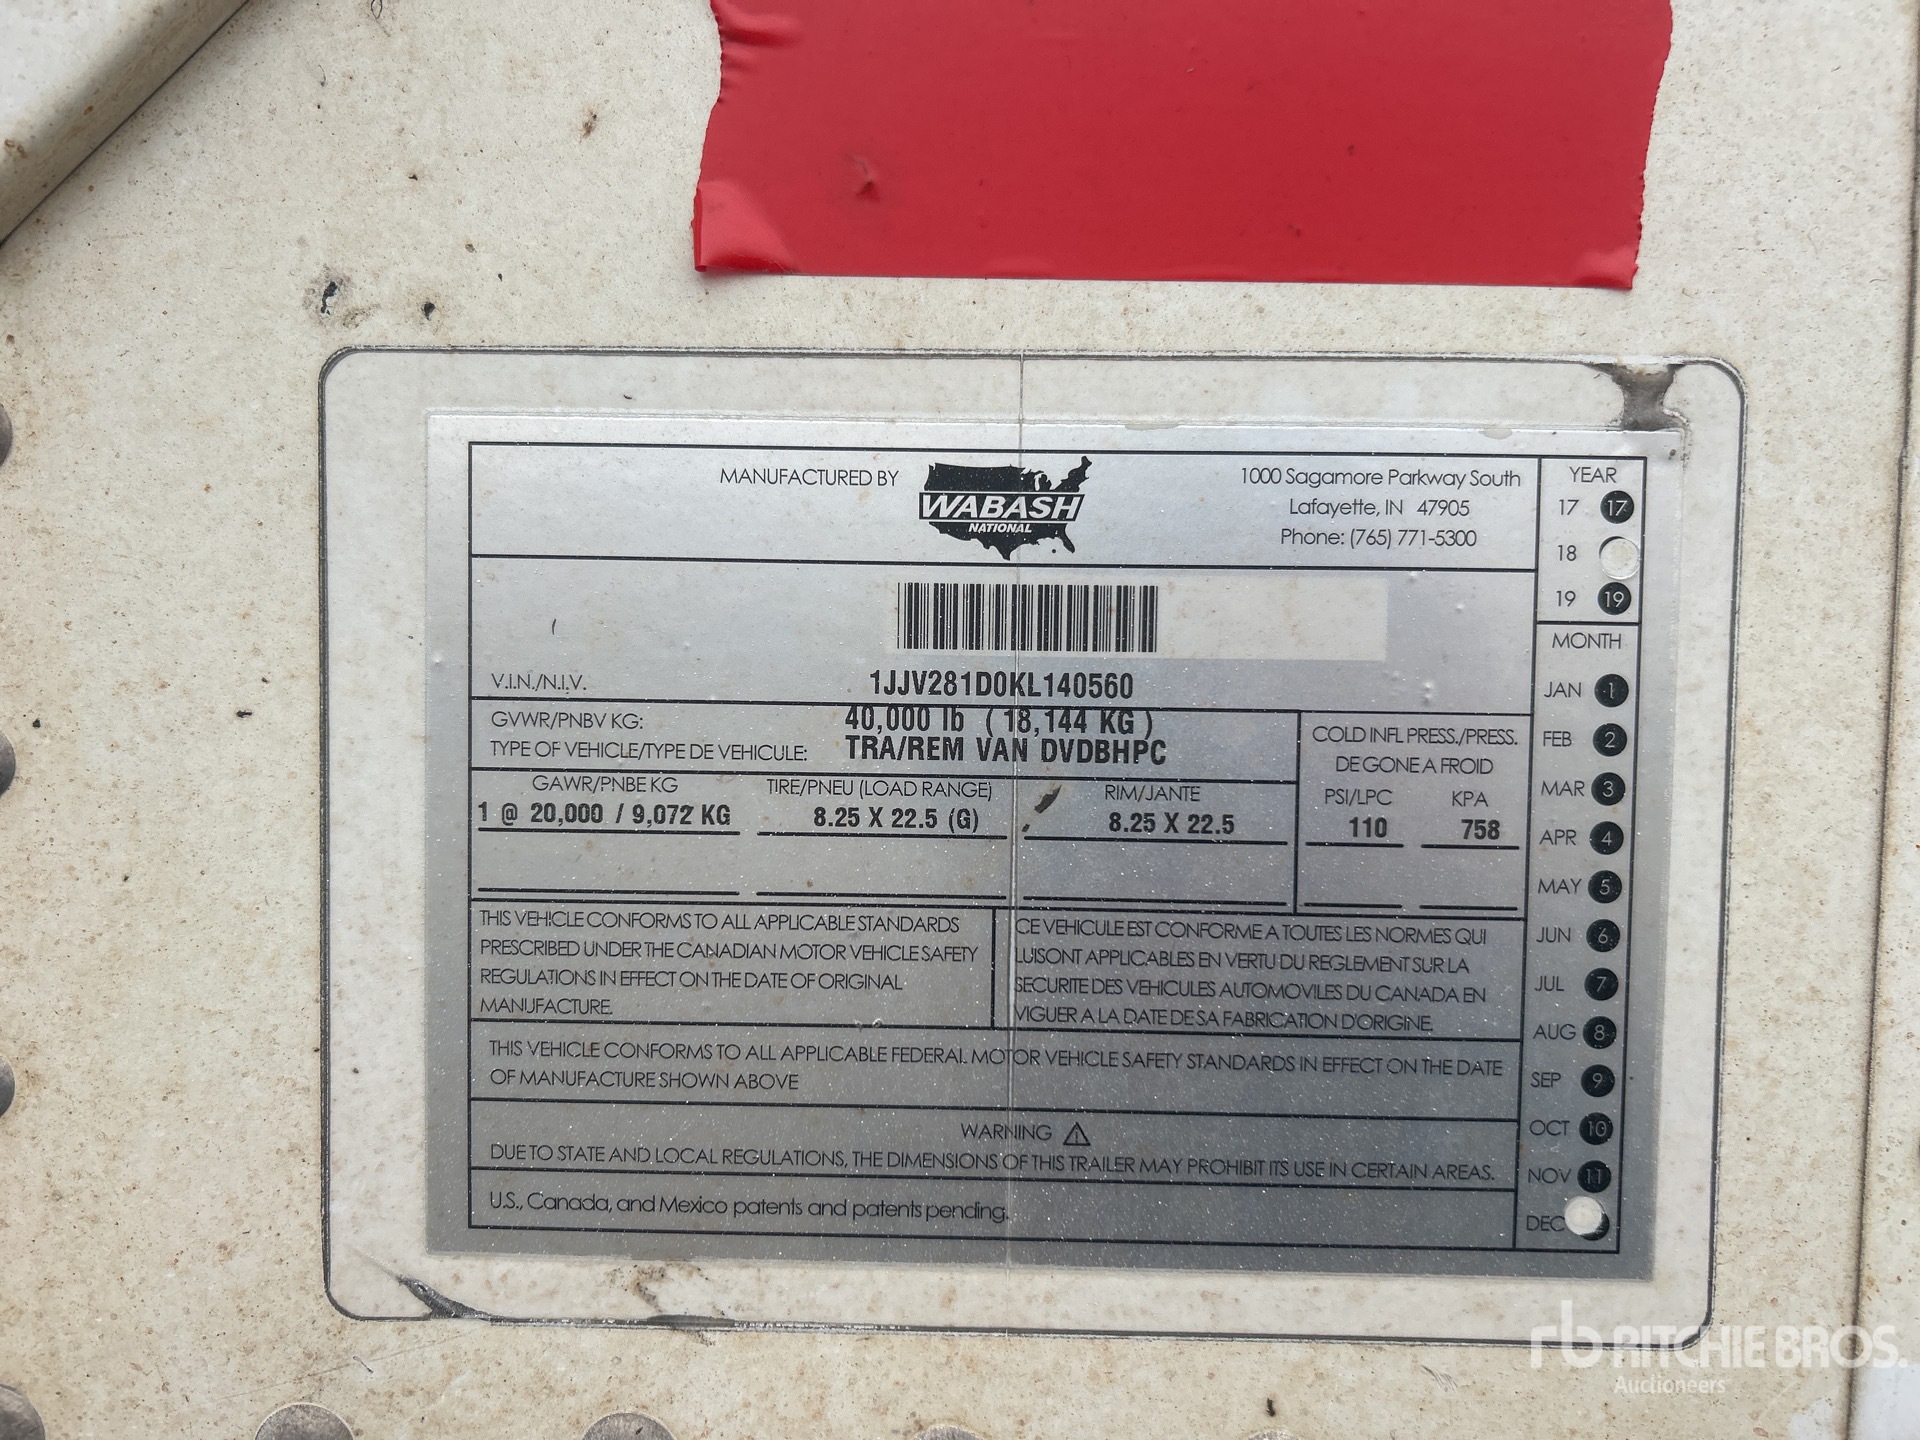 MANUFACTURED BY
WABASH
NATIONAL
1000 Sagamore Parkway South
Lafayette, IN 47905
Phone: (765) 771-5300
YEAR
17 17
18
19 19
V.I.N./N.I.V. 1JJV281D0KL140560
GVWR/PNBV KG: 40,000 lb ( 18,144 KG )
TYPE OF VEHICLE/TYPE DE VEHICULE: TRA/REM VAN DVDBHPC
COLD INFL PRESS./PRESS.
DE GONE A FROID
GAWR/PNBE KG TIRE/PNEU (LOAD RANGE) RIM/JANTE PSI/LPC KPA
1 @ 20,000 / 9,072 KG 8.25 X 22.5 (G) 8.25 X 22.5 110 758
THIS VEHICLE CONFORMS TO ALL APPLICABLE STANDARDS
PRESCRIBED UNDER THE CANADIAN MOTOR VEHICLE SAFETY
REGULATIONS IN EFFECT ON THE DATE OF ORIGINAL
MANUFACTURE.
CE VEHICULE EST CONFORME A TOUTES LES NORMES QUI
LUISONT APPLICABLES EN VERTU DU REGLEMENT SUR LA
SECURITE DES VEHICULES AUTOMOVILES DU CANADA EN
VIGUER A LA DATE DE SA FABRICATION D'ORIGINE.
THIS VEHICLE CONFORMS TO ALL APPLICABLE FEDERAL MOTOR VEHICLE SAFETY STANDARDS IN EFFECT ON THE DATE
OF MANUFACTURE SHOWN ABOVE
WARNING
DUE TO STATE AND LOCAL REGULATIONS, THE DIMENSIONS OF THIS TRAILER MAY PROHIBIT ITS USE IN CERTAIN AREAS.
U.S., Canada, and Mexico patents and patents pending.
MONTH
JAN 1
FEB 2
MAR 3
APR 4
MAY 5
JUN 6
JUL 7
AUG 8
SEP 9
OCT 10
NOV 11
DEC
rb RITCHIE BROS.
Auctioneers